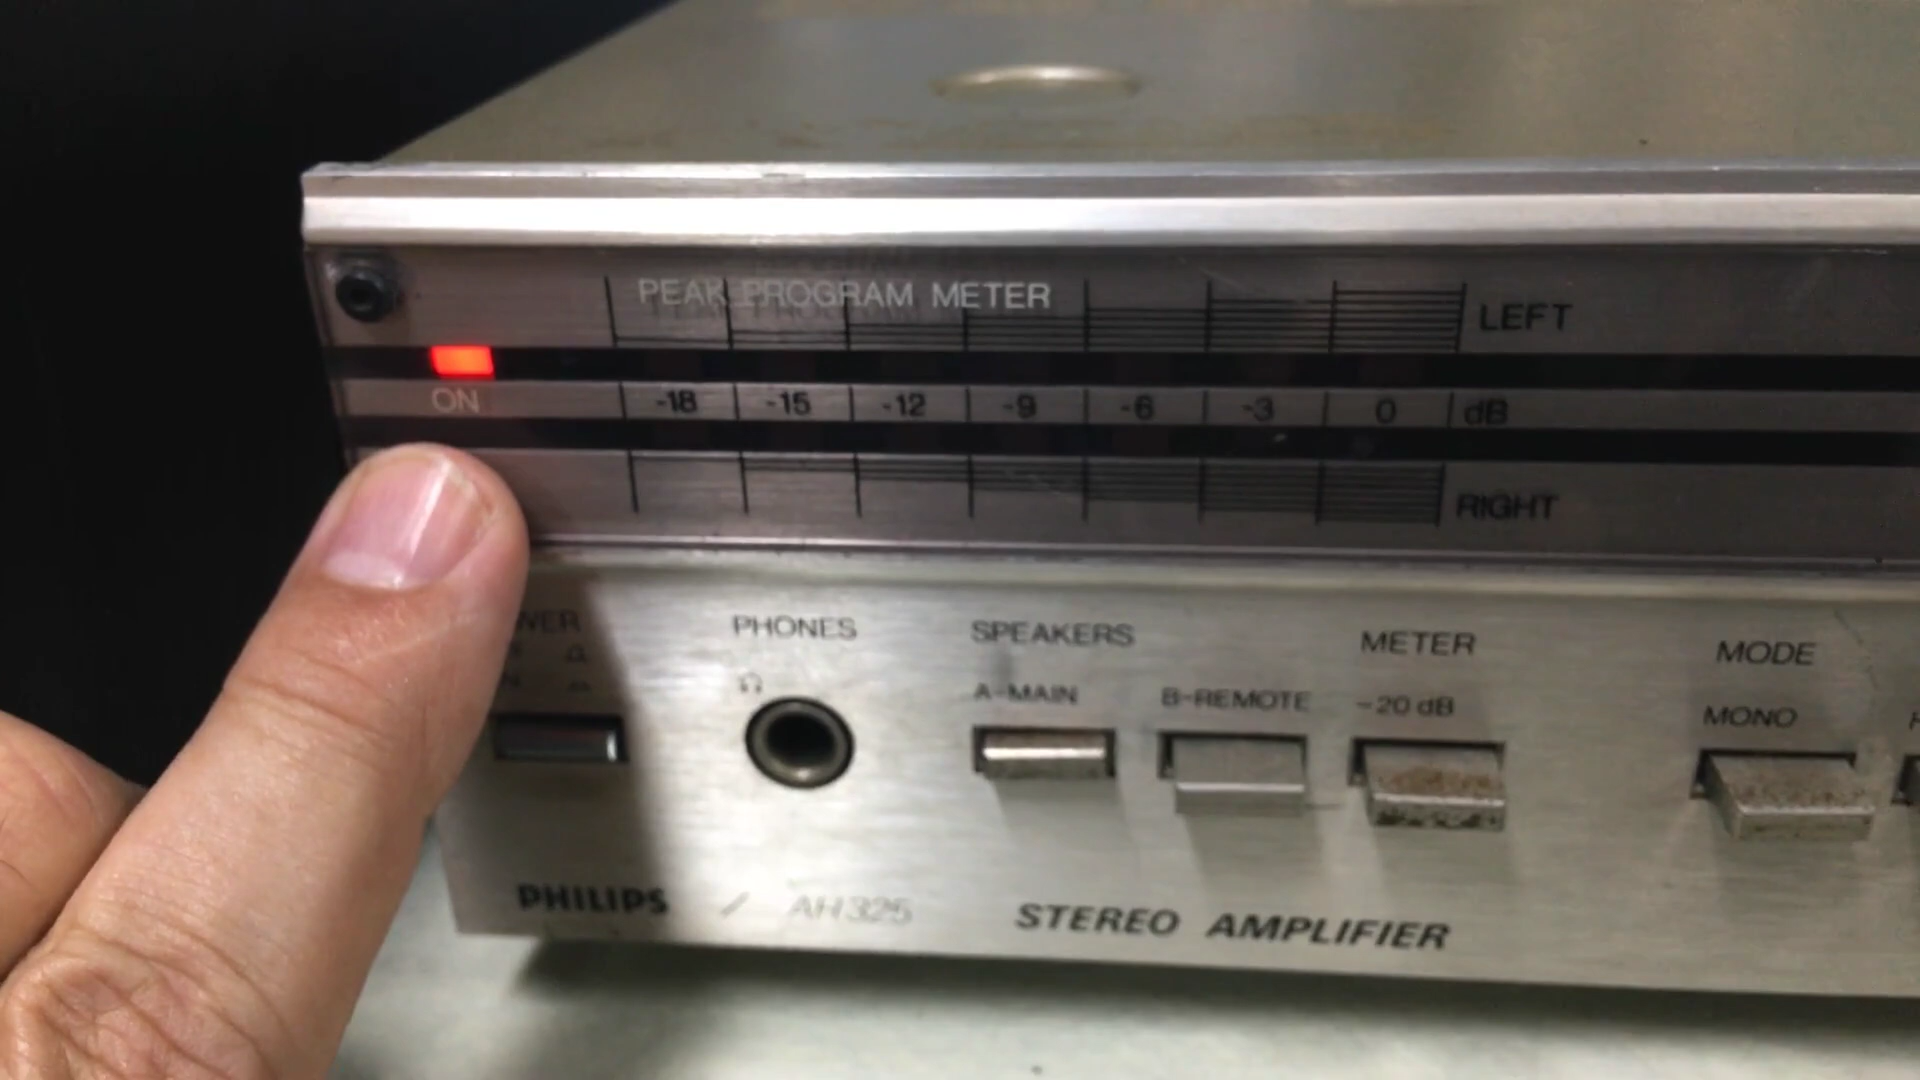 PEAK PROGRAM METER
LEFT
ON
-18 -15 -12 -9 -6 -3 0 dB
RIGHT
PHONES SPEAKERS METER MODE
A-MAIN B-REMOTE -20 dB MONO
PHILIPS / AH325 STEREO AMPLIFIER